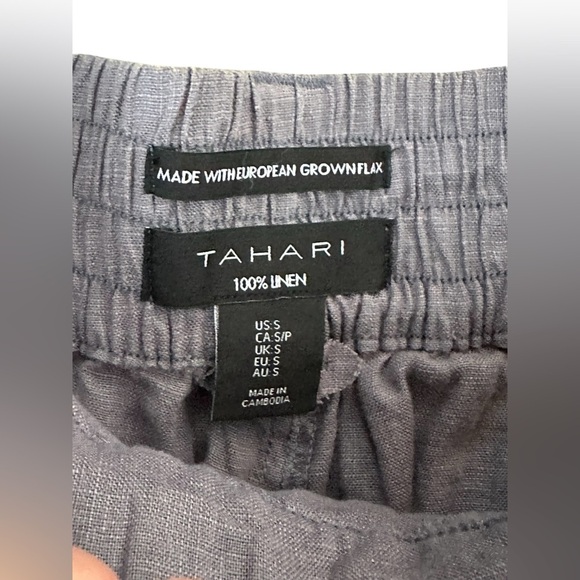 MADE WITH EUROPEAN GROWN FLAX
TAHARI
100% LINEN
US:S
CA:S/P
UK:S
EU:S
AU:S
MADE IN
CAMBODIA